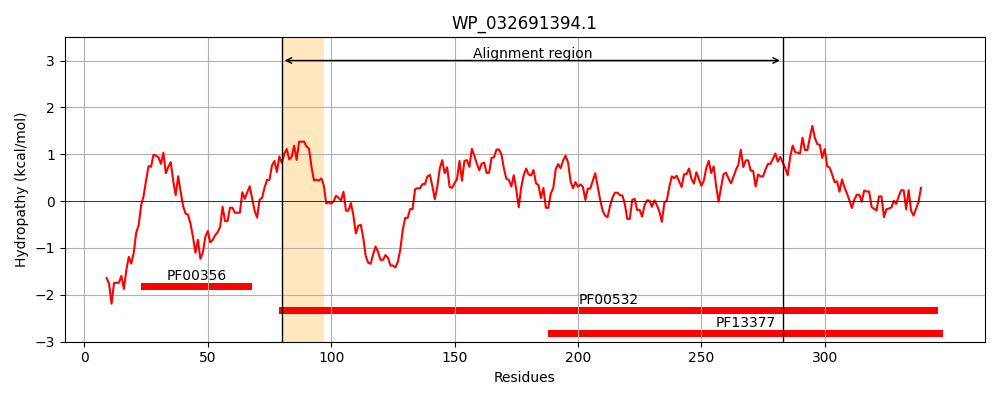 WP_032691394.1
Alignment region
3
2
1
0
−1
−2
−3
Hydropathy (kcal/mol)
PF00356
PF00532
PF13377
0 50 100 150 200 250 300
Residues